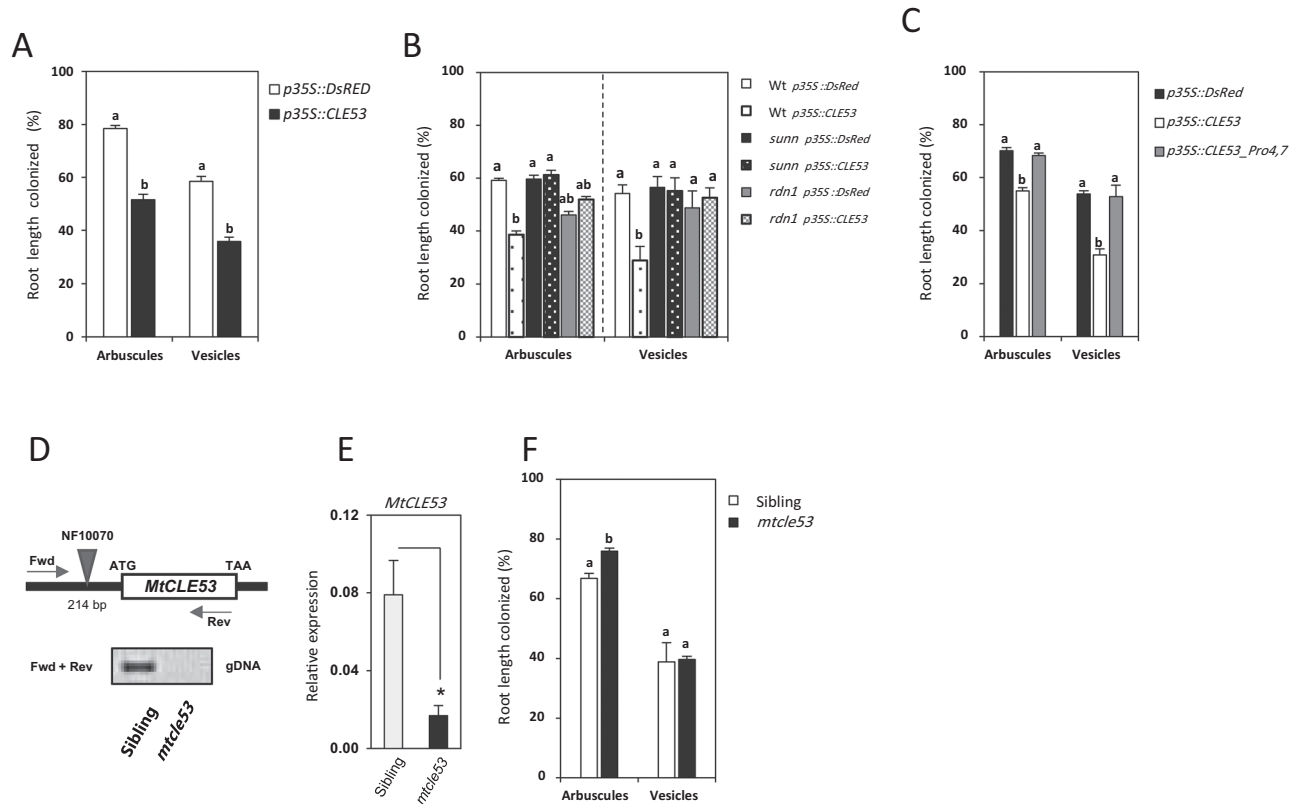 A
Root length colonized (%)
100
80
60
40
20
0
a
b
a
b
Arbuscules
Vesicles
p35S::DsRED
p35S::CLE53
B
Root length colonized (%)
100
80
60
40
20
0
a
b
a
a
ab
ab
a
b
a
a
a
a
Arbuscules
Vesicles
Wt p35S::DsRed
Wt p35S::CLE53
sunn p35S::DsRed
sunn p35S::CLE53
rdn1 p35S::DsRed
rdn1 p35S::CLE53
C
Root length colonized (%)
100
80
60
40
20
0
a
b
a
a
b
a
Arbuscules
Vesicles
p35S::DsRed
p35S::CLE53
p35S::CLE53_Pro4,7
D
NF10070
Fwd
ATG
TAA
MtCLE53
214 bp
Rev
Fwd + Rev
gDNA
Sibling
mtcle53
E
MtCLE53
Relative expression
0.12
0.08
0.04
0.00
*
Sibling
mtcle53
F
Root length colonized (%)
100
80
60
40
20
0
a
b
a
a
Arbuscules
Vesicles
Sibling
mtcle53